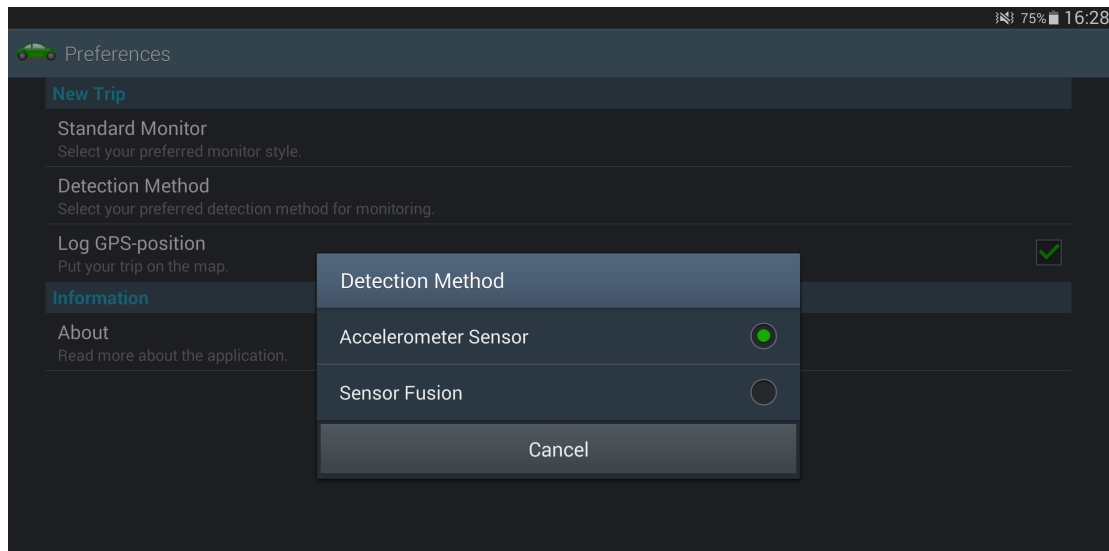 75% 16:28
Preferences
New Trip
Standard Monitor
Select your preferred monitor style.
Detection Method
Select your preferred detection method for monitoring.
Log GPS-position
Put your trip on the map.
Information
About
Read more about the application.
Detection Method
Accelerometer Sensor
Sensor Fusion
Cancel